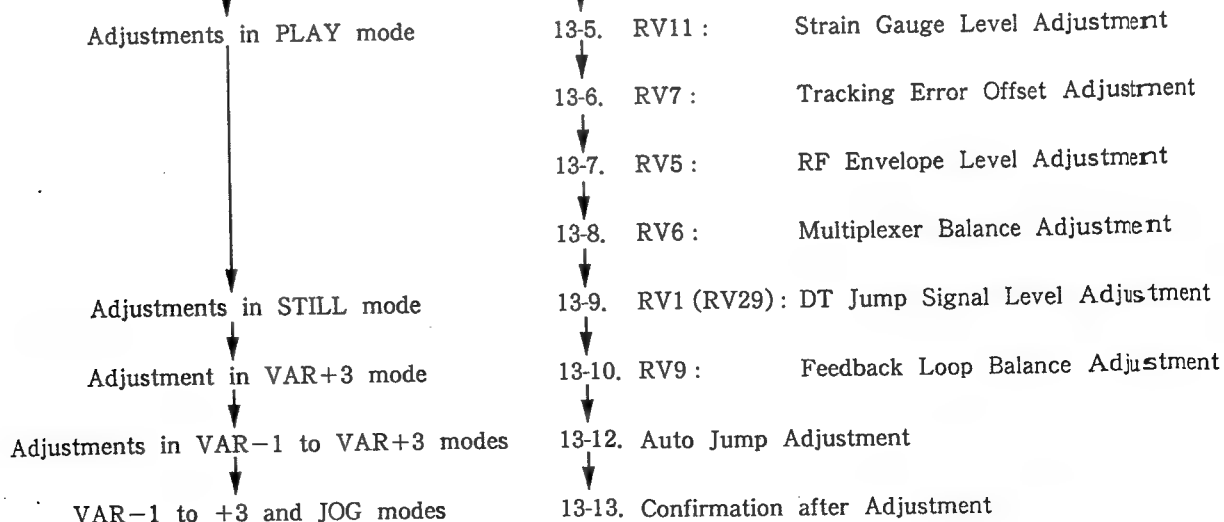 Adjustments in PLAY mode 13-5. RV11 : Strain Gauge Level Adjustment
13-6. RV7 : Tracking Error Offset Adjustment
13-7. RV5 : RF Envelope Level Adjustment
13-8. RV6 : Multiplexer Balance Adjustment
Adjustments in STILL mode 13-9. RV1 (RV29) : DT Jump Signal Level Adjustment
Adjustment in VAR+3 mode 13-10. RV9 : Feedback Loop Balance Adjustment
Adjustments in VAR−1 to VAR+3 modes 13-12. Auto Jump Adjustment
VAR−1 to +3 and JOG modes 13-13. Confirmation after Adjustment